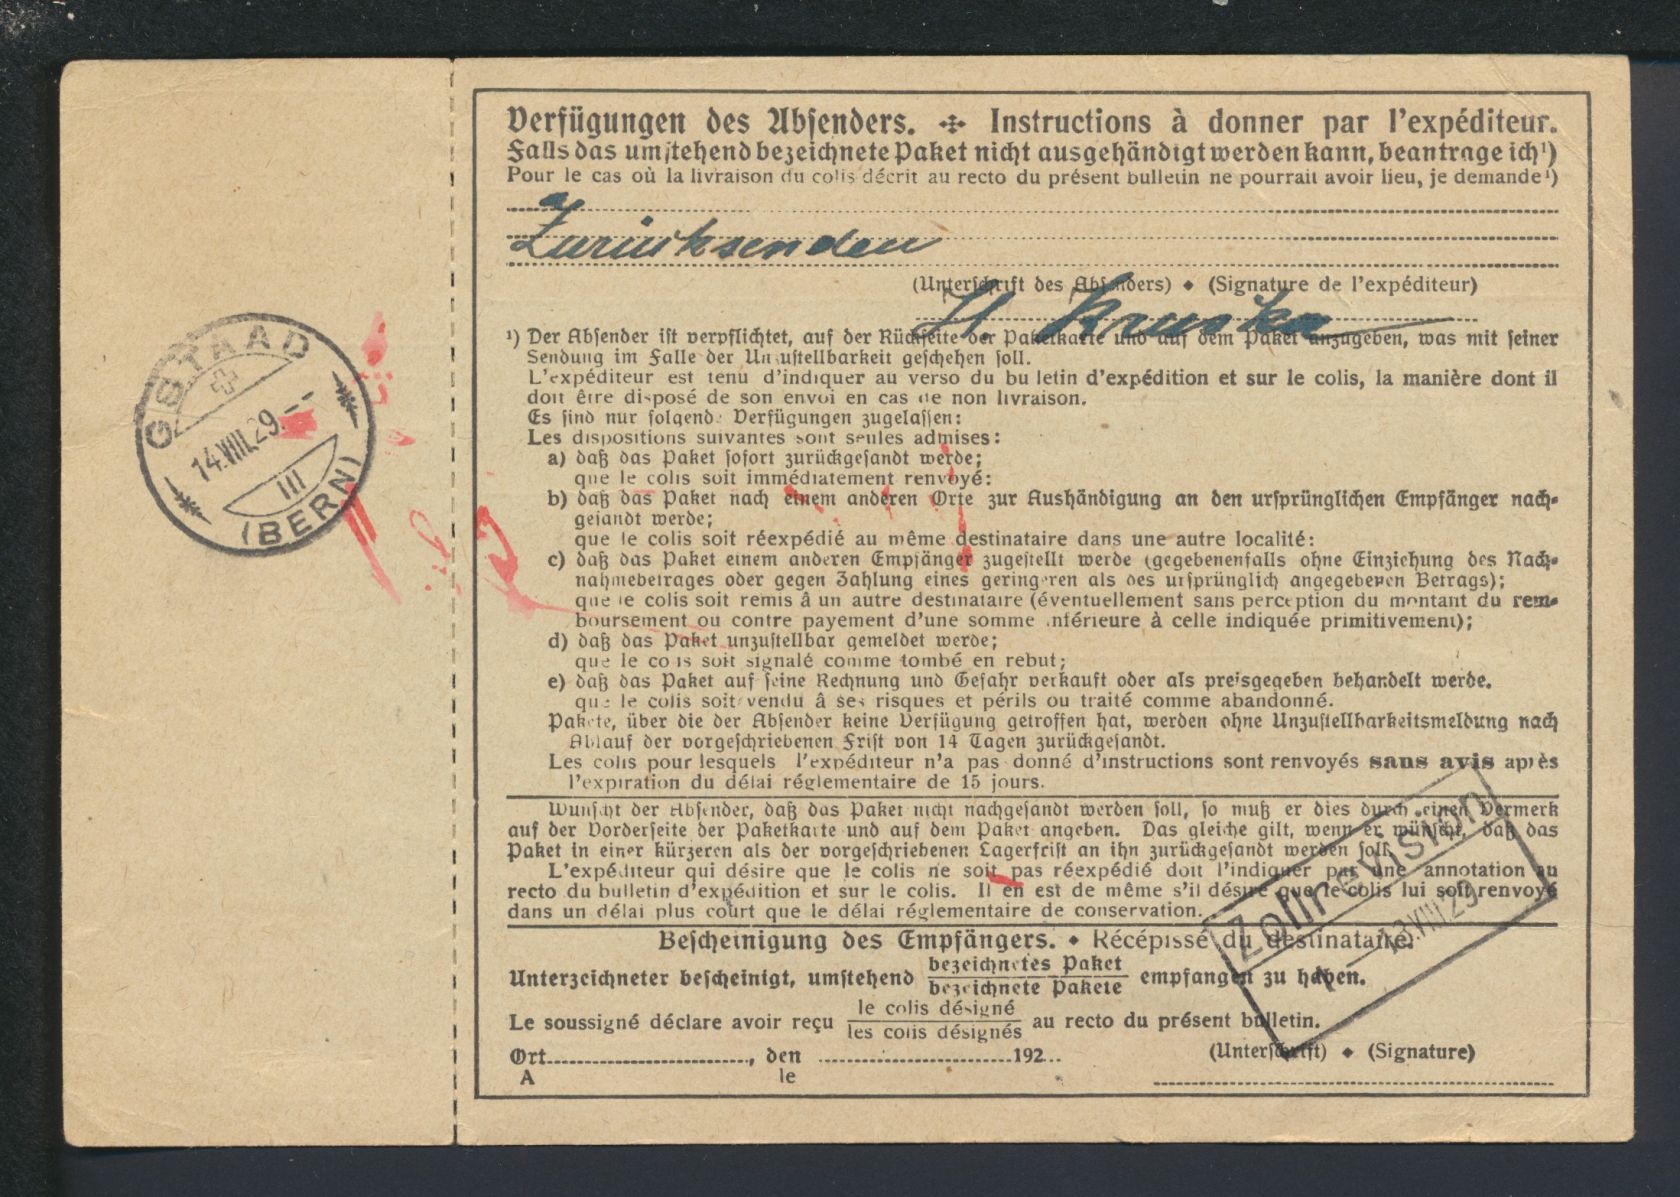 GSTAAD
14.VIII.29.--
III
(BERN)
Verfügungen des Absenders. Instructions à donner par l'expéditeur.
Falls das umstehend bezeichnete Paket nicht ausgehändigt werden kann, beantrage ich¹)
Pour le cas où la livraison du colis décrit au recto du présent bulletin ne pourrait avoir lieu, je demande¹)
a
Zurücksenden
(Unterschrift des Absenders) ♦ (Signature de l'expéditeur)
H Kruska
¹) Der Absender ist verpflichtet, auf der Rückseite der Paketkarte und auf dem Paket anzugeben, was mit seiner
Sendung im Falle der Unzustellbarkeit geschehen soll.
L'expéditeur est tenu d'indiquer au verso du bulletin d'expédition et sur le colis, la manière dont il
doit être disposé de son envoi en cas de non livraison.
Es sind nur folgende Verfügungen zugelassen:
Les dispositions suivantes sont seules admises:
a) daß das Paket sofort zurückgesandt werde;
que le colis soit immédiatement renvoyé:
b) daß das Paket nach einem anderen Orte zur Aushändigung an den ursprünglichen Empfänger nach-
gesandt werde;
que le colis soit réexpédié au même destinataire dans une autre localité:
c) daß das Paket einem anderen Empfänger zugestellt werde (gegebenenfalls ohne Einziehung des Nach-
nahmebetrages oder gegen Zahlung eines geringeren als des ursprünglich angegebenen Betrags);
que le colis soit remis â un autre destinataire (éventuellement sans perception du montant du rem-
boursement ou contre payement d'une somme inférieure à celle indiquée primitivement);
d) daß das Paket unzustellbar gemeldet werde;
que le colis soit signalé comme tombé en rebut;
e) daß das Paket auf seine Rechnung und Gefahr verkauft oder als preisgegeben behandelt werde.
que le colis soit vendu â ses risques et périls ou traité comme abandonné.
Pakete, über die der Absender keine Verfügung getroffen hat, werden ohne Unzustellbarkeitsmeldung nach
Ablauf der vorgeschriebenen Frist von 14 Tagen zurückgesandt.
Les colis pour lesquels l'expéditeur n'a pas donné d'instructions sont renvoyés sans avis après
l'expiration du délai réglementaire de 15 jours.
Wünscht der Absender, daß das Paket nicht nachgesandt werden soll, so muß er dies durch einen Vermerk
auf der Vorderseite der Paketkarte und auf dem Paket angeben. Das gleiche gilt, wenn er wünscht, daß das
Paket in einer kürzeren als der vorgeschriebenen Lagerfrist an ihn zurückgesandt werden soll.
L'expéditeur qui désire que le colis ne soit pas réexpédié doit l'indiquer par une annotation au
recto du bulletin d'expédition et sur le colis. Il en est de même s'il désire que le colis lui soit renvoyé
dans un délai plus court que le délai réglementaire de conservation.
Zollrevision
13.VIII.29
Bescheinigung des Empfängers. ♦ Récépissé du destinataire.
Unterzeichneter bescheinigt, umstehend bezeichnetes Paket empfangen zu haben.
bezeichnete Pakete
Le soussigné déclare avoir reçu le colis désigné au recto du présent bulletin.
les colis désignés
Ort, den 192
(Unterschrift) ♦ (Signature)
A le